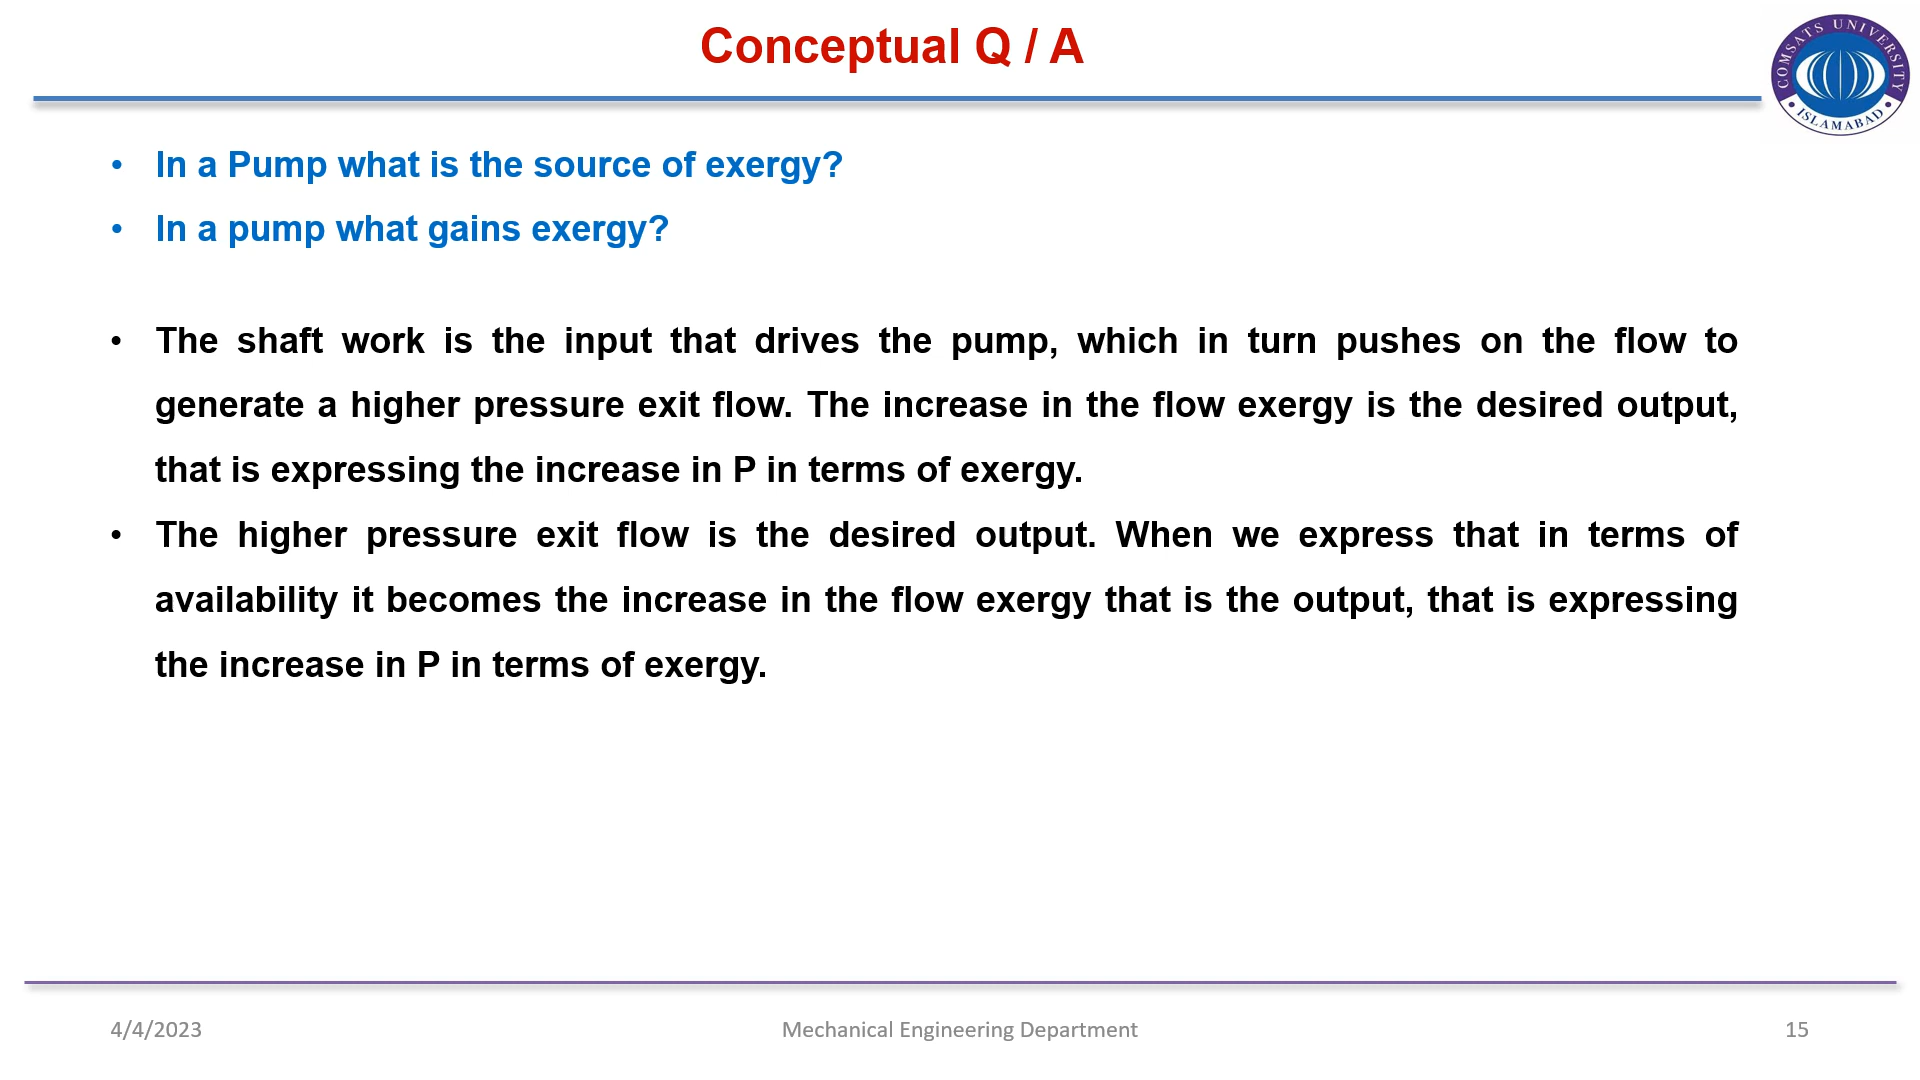 Conceptual Q / A
COMSATS UNIVERSITY
• ISLAMABAD •
• In a Pump what is the source of exergy?
• In a pump what gains exergy?
• The shaft work is the input that drives the pump, which in turn pushes on the flow to
generate a higher pressure exit flow. The increase in the flow exergy is the desired output,
that is expressing the increase in P in terms of exergy.
• The higher pressure exit flow is the desired output. When we express that in terms of
availability it becomes the increase in the flow exergy that is the output, that is expressing
the increase in P in terms of exergy.
4/4/2023
Mechanical Engineering Department
15